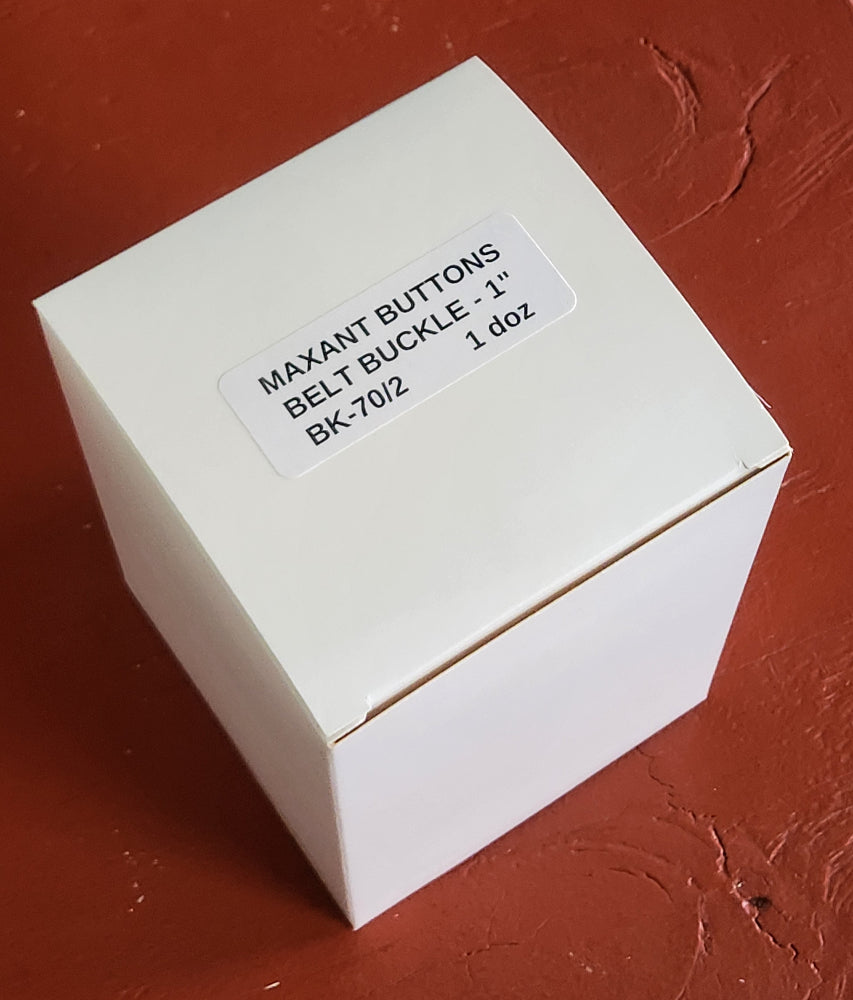 MAXANT BUTTONS
BELT BUCKLE - 1"
BK-70/2 1 doz